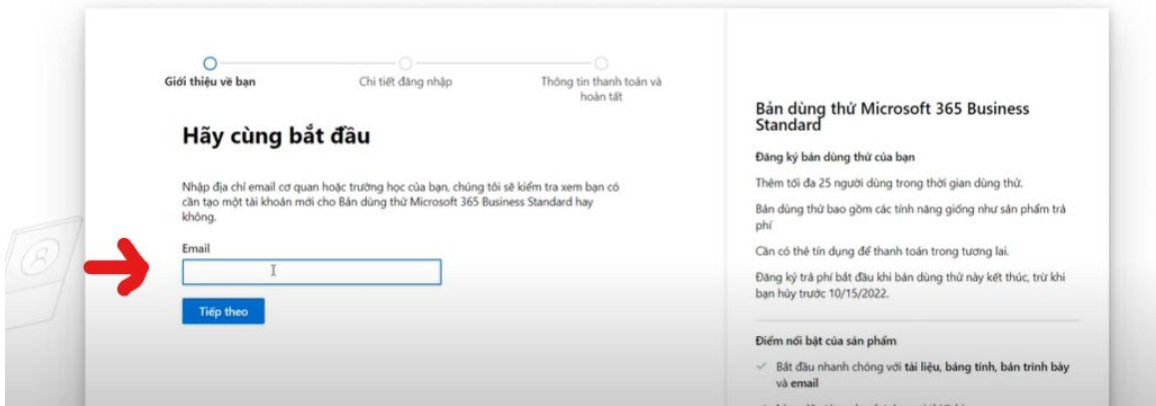 Giới thiệu về bạn
Chi tiết đăng nhập
Thông tin thanh toán và
hoàn tất
Hãy cùng bắt đầu
Nhập địa chỉ email cơ quan hoặc trường học của bạn, chúng tôi sẽ kiểm tra xem bạn có
cần tạo một tài khoản mới cho Bản dùng thử Microsoft 365 Business Standard hay
không.
Email
Tiếp theo
Bản dùng thử Microsoft 365 Business
Standard
Đăng ký bản dùng thử của bạn
Thêm tối đa 25 người dùng trong thời gian dùng thử.
Bản dùng thử bao gồm các tính năng giống như sản phẩm trả
phí
Cần có thẻ tín dụng để thanh toán trong tương lai.
Đăng ký trả phí bắt đầu khi bản dùng thử này kết thúc, trừ khi
bạn hủy trước 10/15/2022.
Điểm nổi bật của sản phẩm
Bắt đầu nhanh chóng với tài liệu, bảng tính, bản trình bày
và email